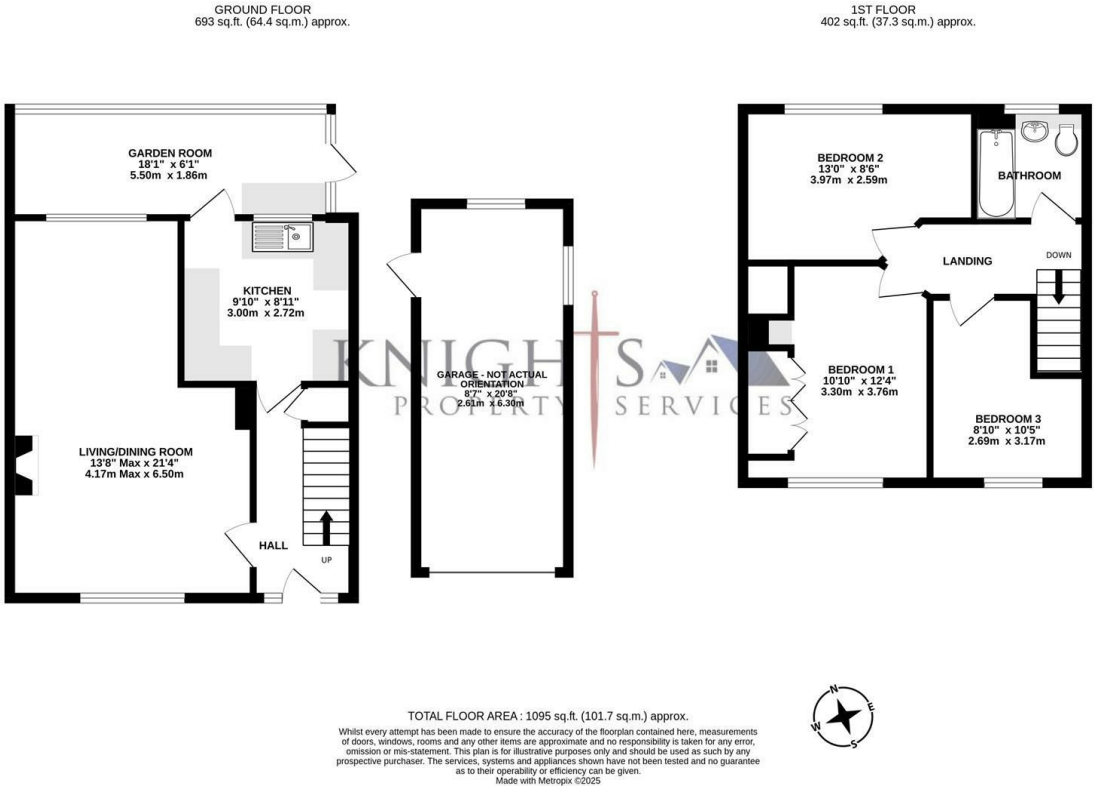 GROUND FLOOR
693 sq.ft. (64.4 sq.m.) approx.
1ST FLOOR
402 sq.ft. (37.3 sq.m.) approx.
GARDEN ROOM
18'1" x 6'1"
5.50m x 1.86m
KITCHEN
9'10" x 8'11"
3.00m x 2.72m
LIVING/DINING ROOM
13'8" Max x 21'4"
4.17m Max x 6.50m
HALL
UP
GARAGE - NOT ACTUAL
ORIENTATION
8'7" x 20'8"
2.61m x 6.30m
KNIGHTS
PROPERTY SERVICES
BEDROOM 2
13'0" x 8'6"
3.97m x 2.59m
BATHROOM
LANDING
DOWN
BEDROOM 1
10'10" x 12'4"
3.30m x 3.76m
BEDROOM 3
8'10" x 10'5"
2.69m x 3.17m
N
E
W
S
TOTAL FLOOR AREA : 1095 sq.ft. (101.7 sq.m.) approx.
Whilst every attempt has been made to ensure the accuracy of the floorplan contained here, measurements
of doors, windows, rooms and any other items are approximate and no responsibility is taken for any error,
omission or mis-statement. This plan is for illustrative purposes only and should be used as such by any
prospective purchaser. The services, systems and appliances shown have not been tested and no guarantee
as to their operability or efficiency can be given.
Made with Metropix ©2025